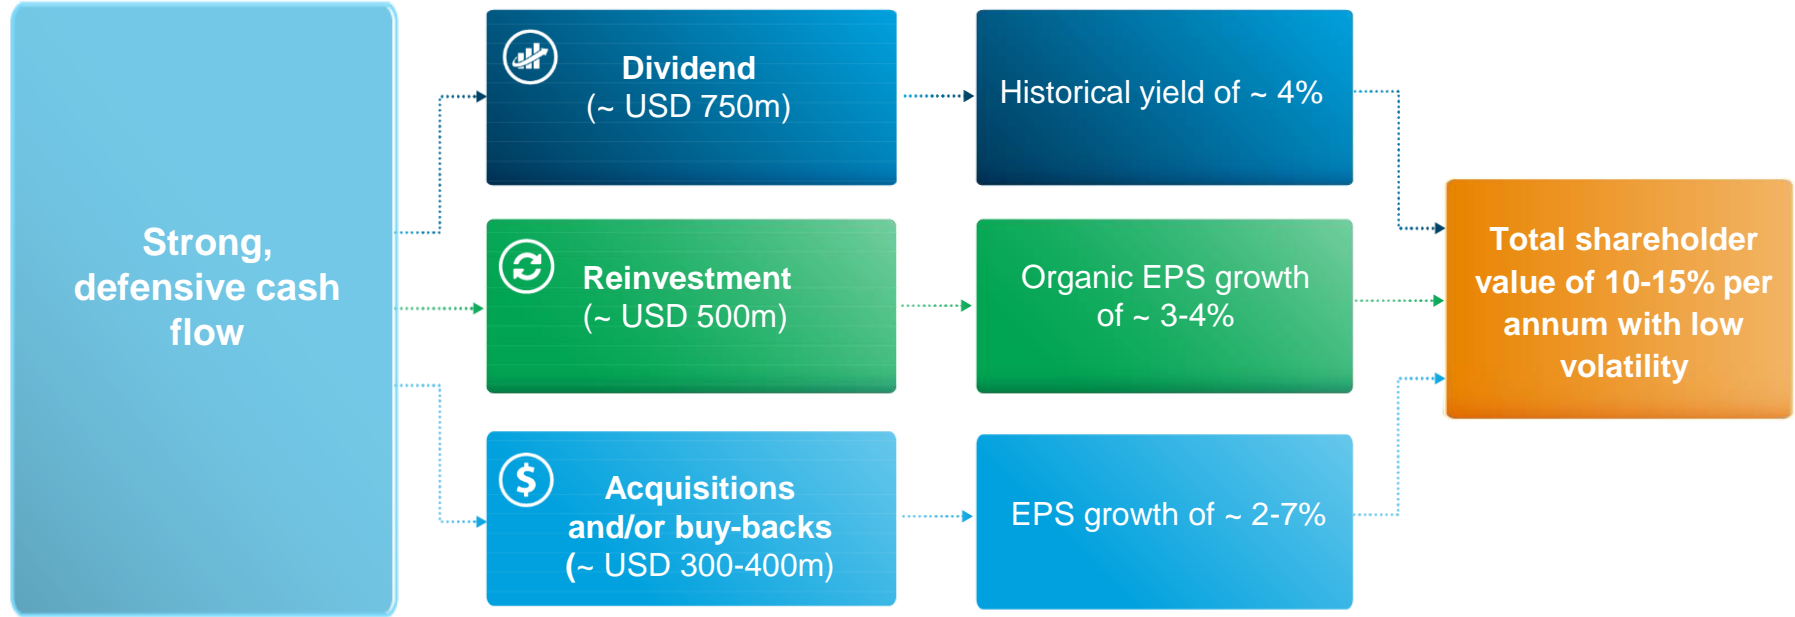 Strong,
defensive cash
flow
Dividend
(~ USD 750m)
Historical yield of ~ 4%
Reinvestment
(~ USD 500m)
Organic EPS growth
of ~ 3-4%
Acquisitions
and/or buy-backs
(~ USD 300-400m)
EPS growth of ~ 2-7%
Total shareholder
value of 10-15% per
annum with low
volatility